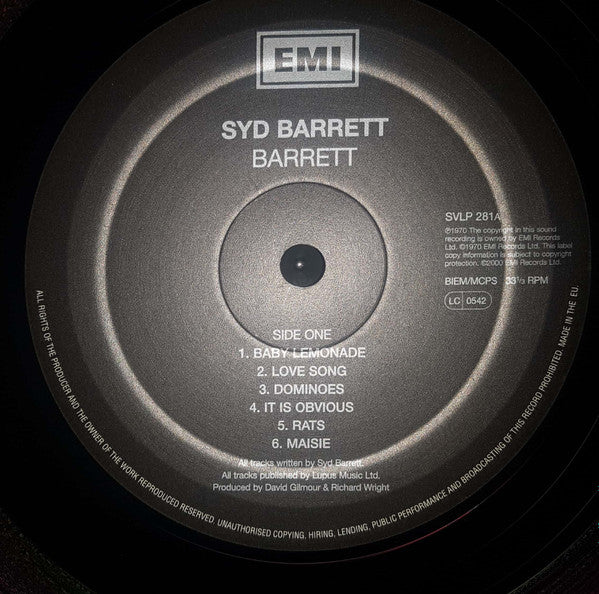 EMI
SYD BARRETT
BARRETT
SVLP 281A
℗1970 The copyright in this sound
recording is owned by EMI Records
Ltd. ©1970 EMI Records Ltd. This label
copy information is subject to copyright
protection. ©2000 EMI Records Ltd.
BIEM/MCPS 33⅓ RPM
LC 0542
SIDE ONE
1. BABY LEMONADE
2. LOVE SONG
3. DOMINOES
4. IT IS OBVIOUS
5. RATS
6. MAISIE
All tracks written by Syd Barrett.
All tracks published by Lupus Music Ltd.
Produced by David Gilmour & Richard Wright
ALL RIGHTS OF THE PRODUCER AND THE OWNER OF THE WORK REPRODUCED RESERVED. UNAUTHORISED COPYING, HIRING, LENDING, PUBLIC PERFORMANCE AND BROADCASTING OF THIS RECORD PROHIBITED. MADE IN THE EU.